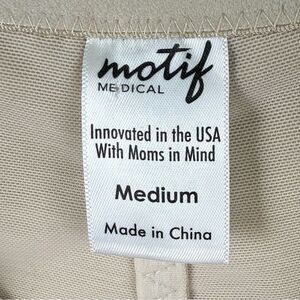 motif
MEDICAL
Innovated in the USA
With Moms in Mind
Medium
Made in China